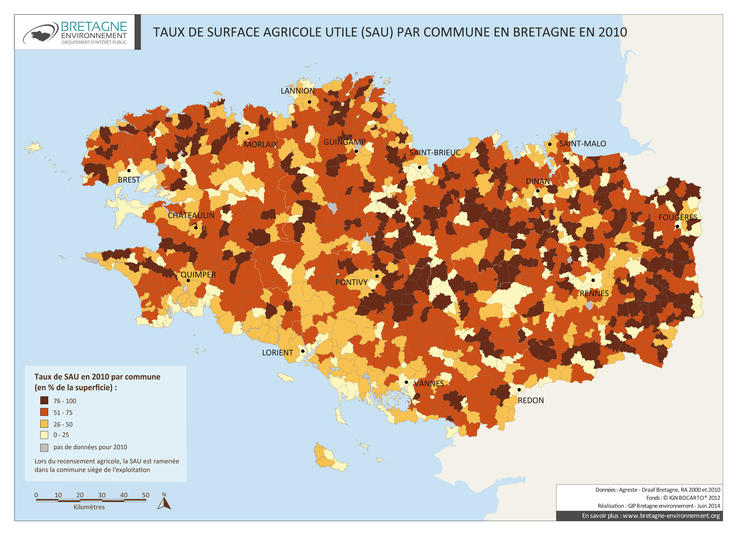 BRETAGNE
ENVIRONNEMENT
GROUPEMENT D'INTÉRÊT PUBLIC
TAUX DE SURFACE AGRICOLE UTILE (SAU) PAR COMMUNE EN BRETAGNE EN 2010
LANNION
MORLAIX
GUINGAMP
SAINT-BRIEUC
SAINT-MALO
BREST
DINAN
CHATEAULIN
FOUGÈRES
QUIMPER
PONTIVY
RENNES
LORIENT
VANNES
REDON
Taux de SAU en 2010 par commune
(en % de la superficie) :
76 - 100
51 - 75
26 - 50
0 - 25
pas de données pour 2010
Lors du recensement agricole, la SAU est ramenée
dans la commune siège de l'exploitation
0 10 20 30 40 50
Kilomètres
N
Données : Agreste - Draaf Bretagne, RA 2000 et 2010
Fonds : © IGN BDCARTO® 2012
Réalisation : GIP Bretagne environnement - Juin 2014
En savoir plus : www.bretagne-environnement.org